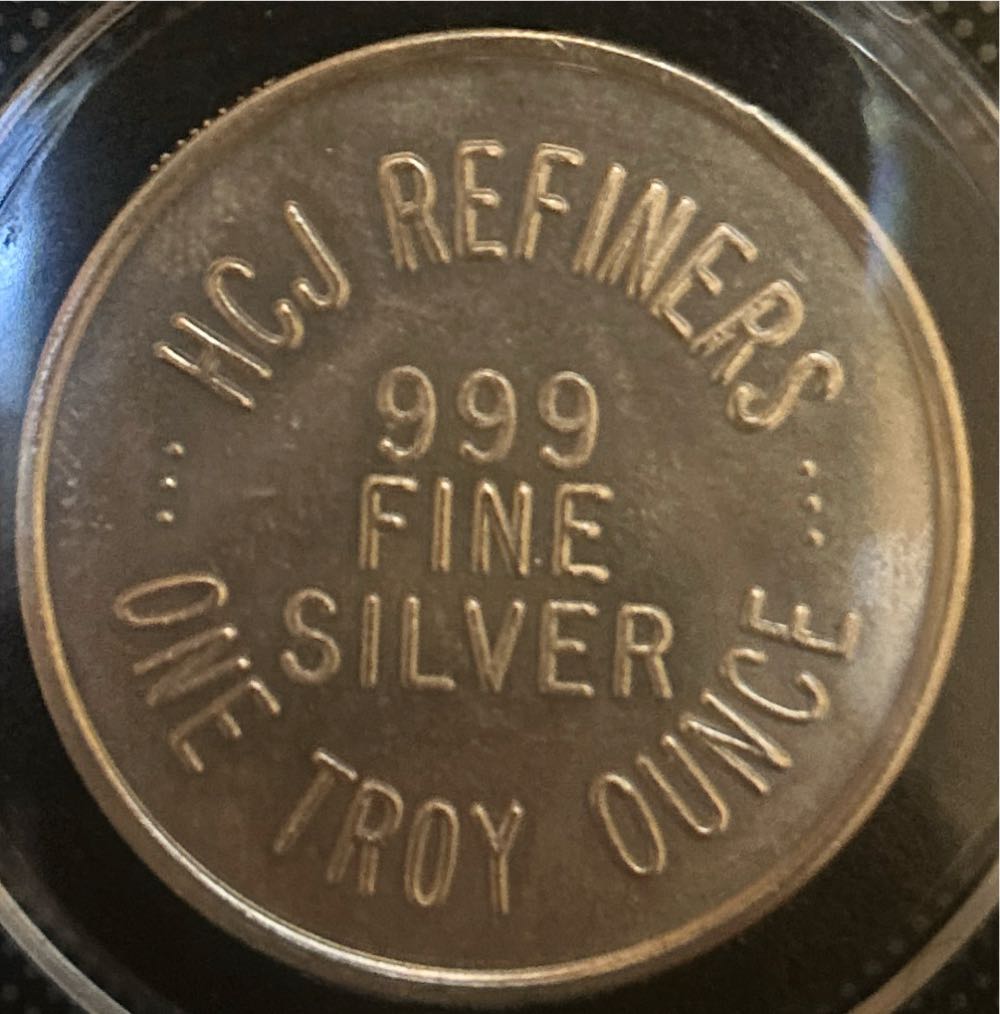 HCJ REFINERS
999
FINE
SILVER
ONE TROY OUNCE